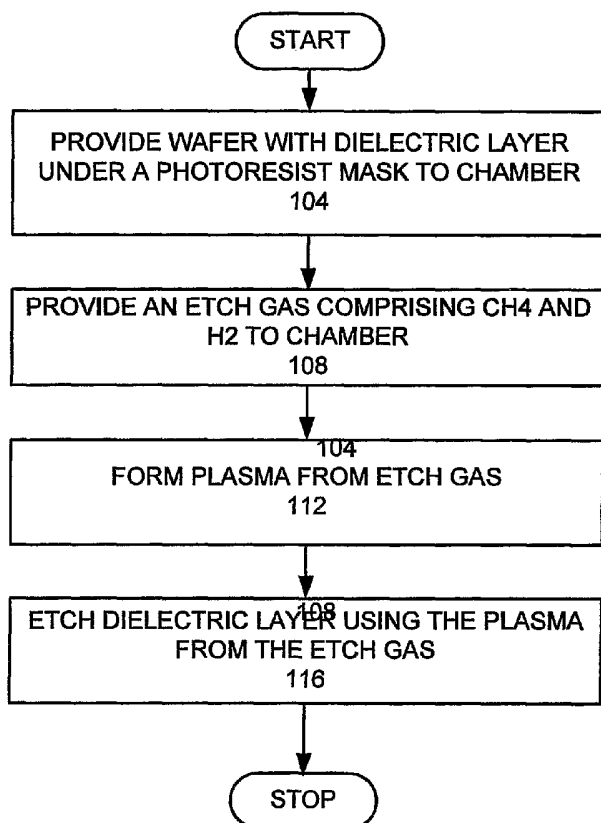 START
PROVIDE WAFER WITH DIELECTRIC LAYER
UNDER A PHOTORESIST MASK TO CHAMBER
104
PROVIDE AN ETCH GAS COMPRISING CH4 AND
H2 TO CHAMBER
108
104
FORM PLASMA FROM ETCH GAS
112
108
ETCH DIELECTRIC LAYER USING THE PLASMA
FROM THE ETCH GAS
116
STOP